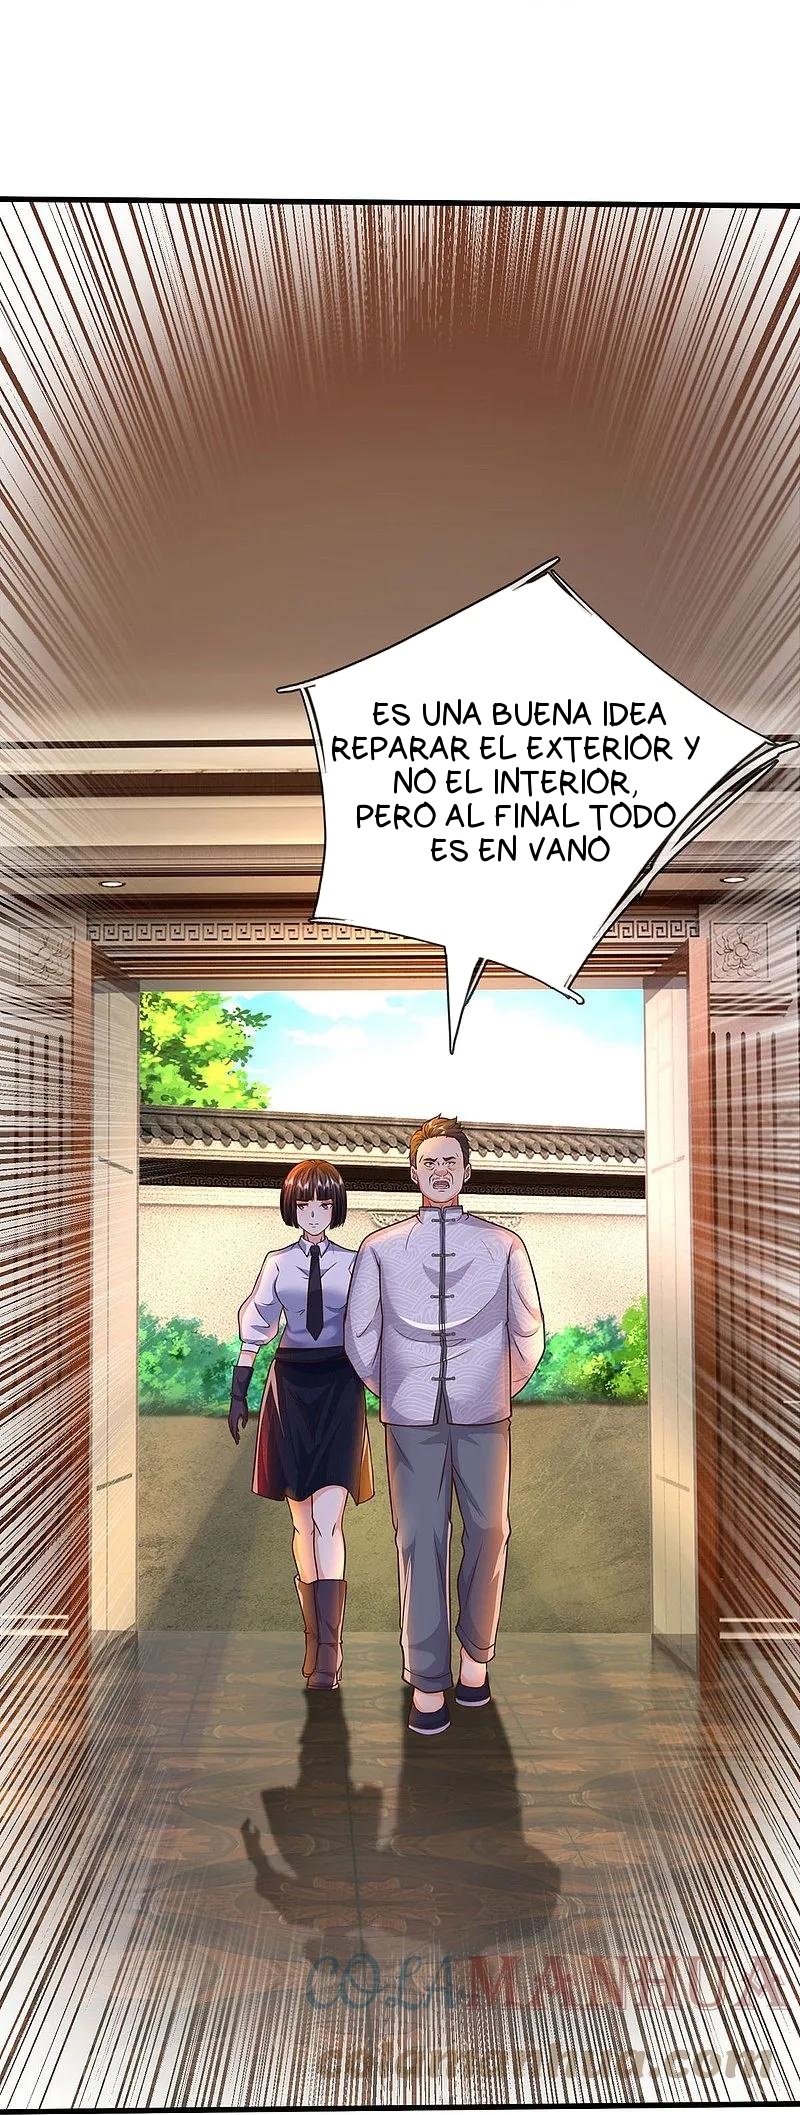 ES UNA BUENA IDEA
REPARAR EL EXTERIOR Y
NO EL INTERIOR,
PERO AL FINAL TODO
ES EN VANO
COLAMANHUA
colamanhua.com